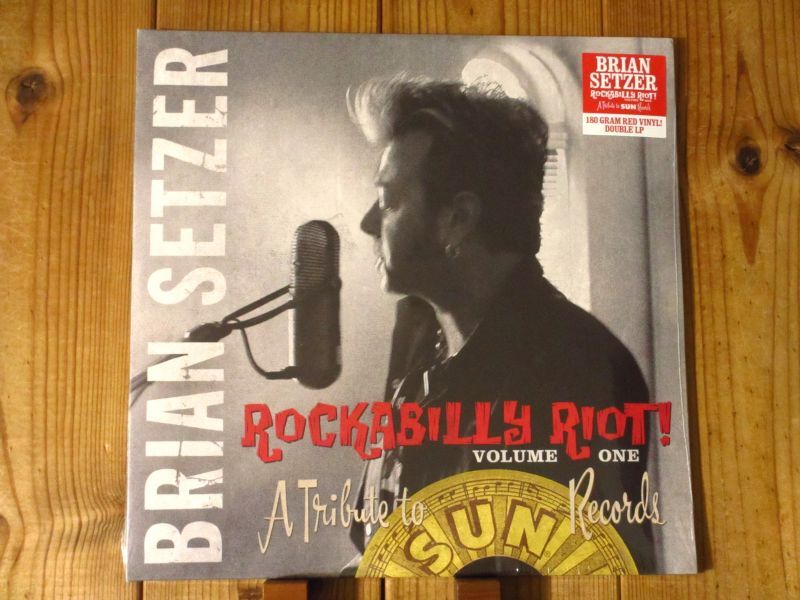 BRIAN SETZER
BRIAN
SETZER
ROCKABILLY RIOT!
A Tribute to SUN Records
180 GRAM RED VINYL!
DOUBLE LP
ROCKABILLY RIOT!
VOLUME ONE
A Tribute to SUN Records